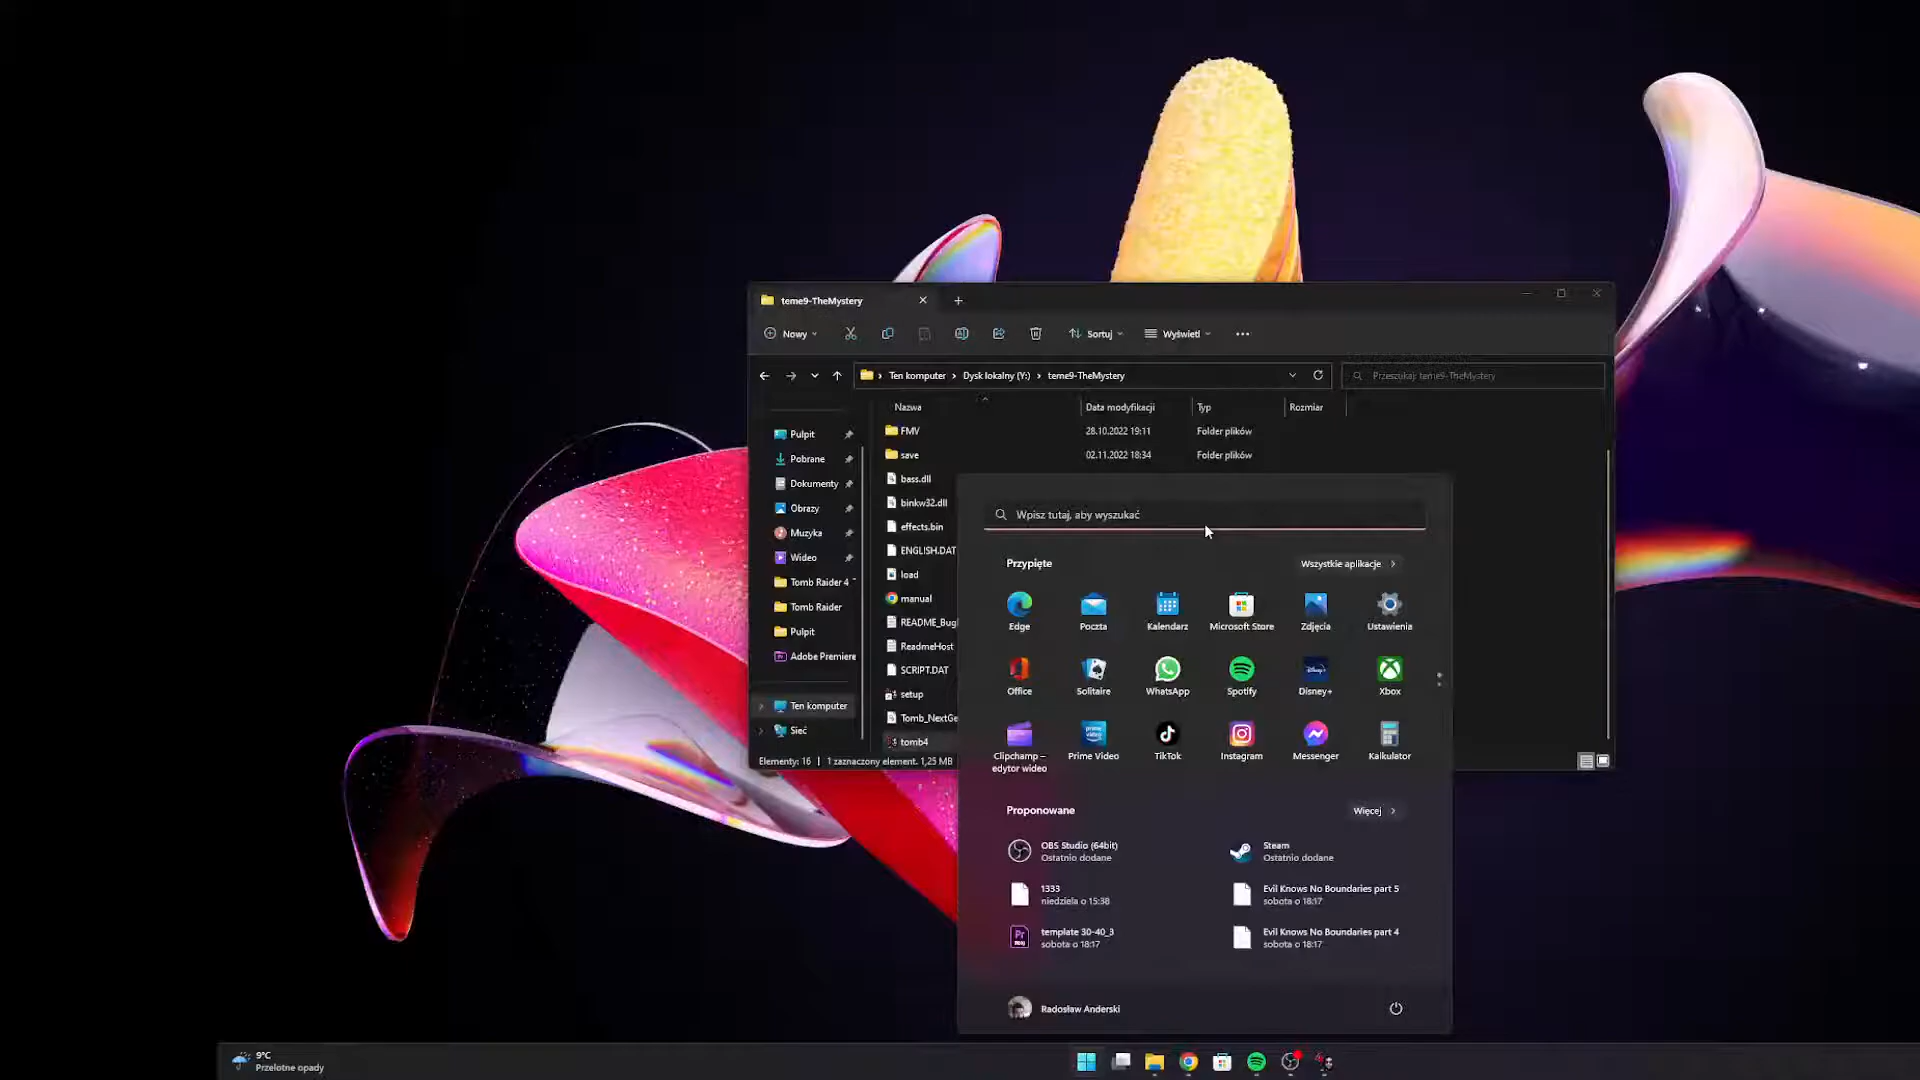 teme9-TheMystery
Nowy
Sortuj
Wyświetl
Ten komputer
Dysk lokalny (Y:)
teme9-TheMystery
Przeszukaj: teme9-TheMystery
Nazwa
Data modyfikacji
Typ
Rozmiar
Pulpit
Pobrane
Dokumenty
Obrazy
Muzyka
Wideo
Tomb Raider 4
Tomb Raider
Pulpit
Adobe Premiere
Ten komputer
Sieć
FMV 28.10.2022 19:11 Folder plików
save 02.11.2022 18:34 Folder plików
bass.dll
binkw32.dll
effects.bin
ENGLISH.DAT
load
manual
README_Bugl
ReadmeHost
SCRIPT.DAT
setup
Tomb_NextGe
tomb4
Elementy: 16
1 zaznaczony element. 1,25 MB
Wpisz tutaj, aby wyszukać
Przypięte
Wszystkie aplikacje
Edge
Poczta
Kalendarz
Microsoft Store
Zdjęcia
Ustawienia
Office
Solitaire
WhatsApp
Spotify
Disney+
Xbox
Clipchamp –
edytor wideo
Prime Video
TikTok
Instagram
Messenger
Kalkulator
Proponowane
Więcej
OBS Studio (64bit)
Ostatnio dodane
Steam
Ostatnio dodane
1333
niedziela o 15:38
Evil Knows No Boundaries part 5
sobota o 18:17
template 30-40_3
sobota o 18:17
Evil Knows No Boundaries part 4
sobota o 18:17
Radosław Anderski
9°C
Przelotne opady